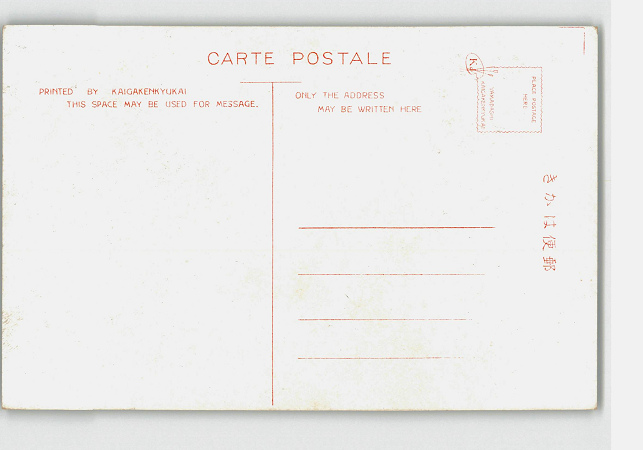 CARTE POSTALE
PRINTED BY KAIGAKENKYUKAI
THIS SPACE MAY BE USED FOR MESSAGE.
ONLY THE ADDRESS
MAY BE WRITTEN HERE
PLACE POSTAGE
HERE
きかは便郵